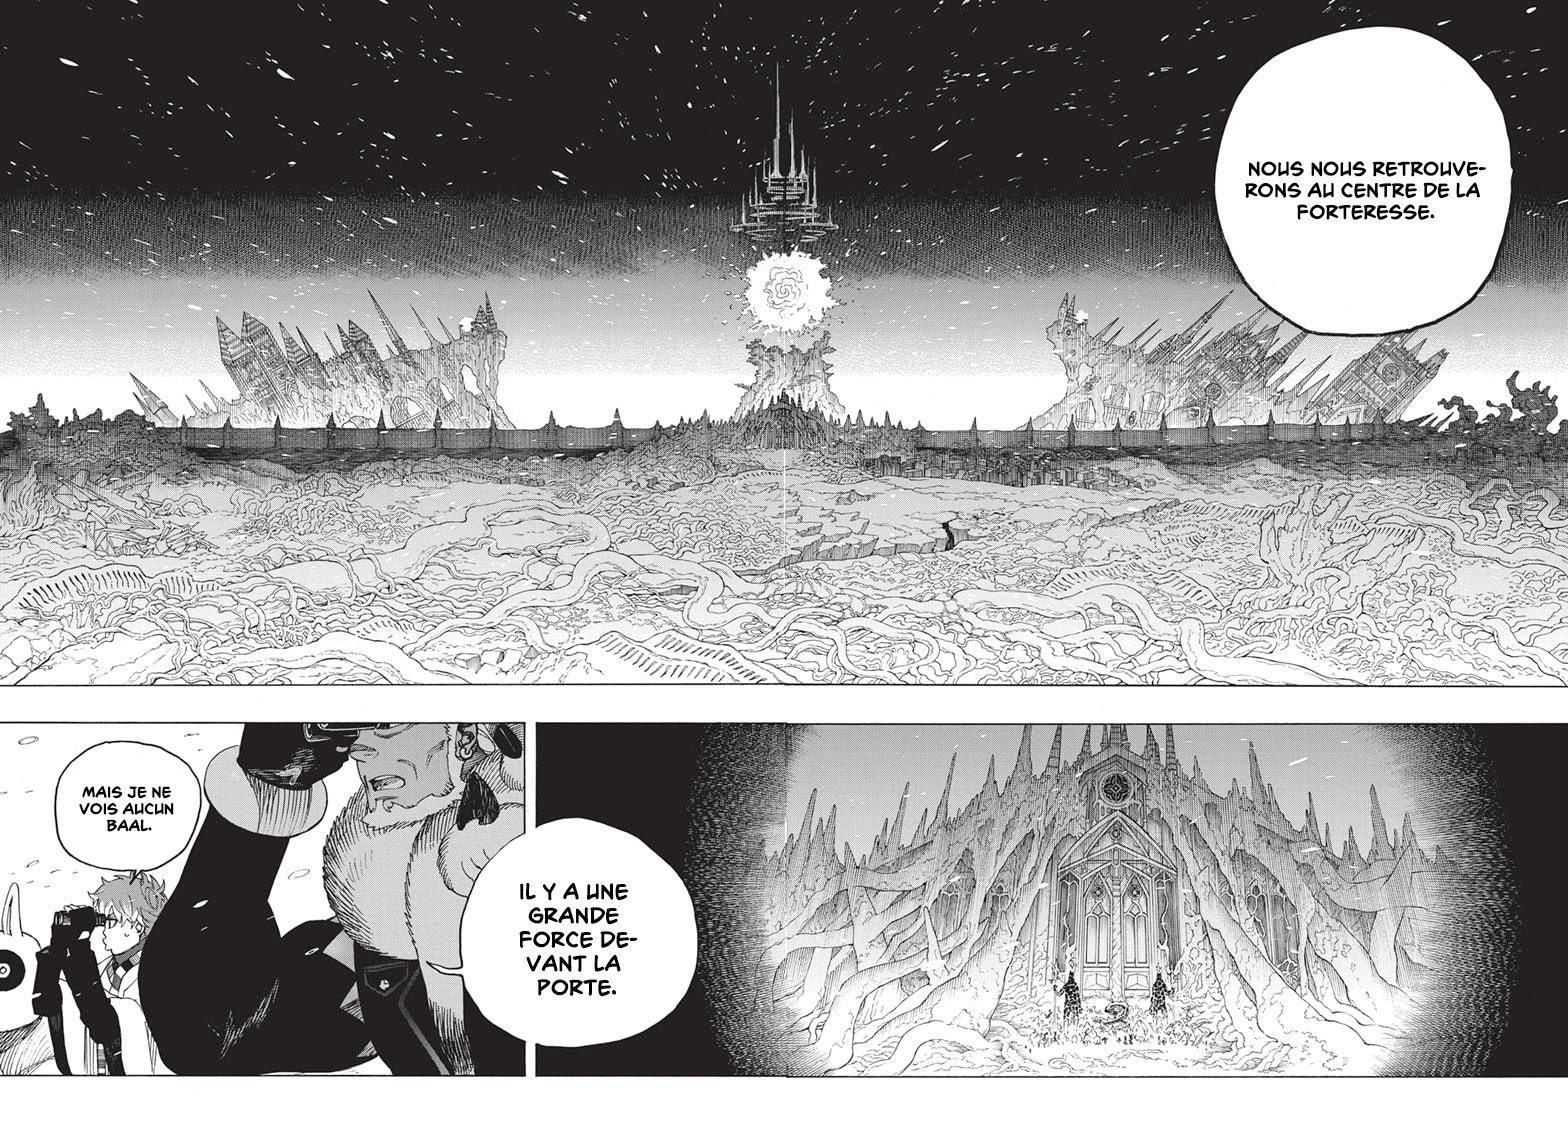 NOUS NOUS RETROUVE-
RONS AU CENTRE DE LA
FORTERESSE.
IL Y A UNE
GRANDE
FORCE DE-
VANT LA
PORTE.
MAIS JE NE
VOIS AUCUN
BAAL.